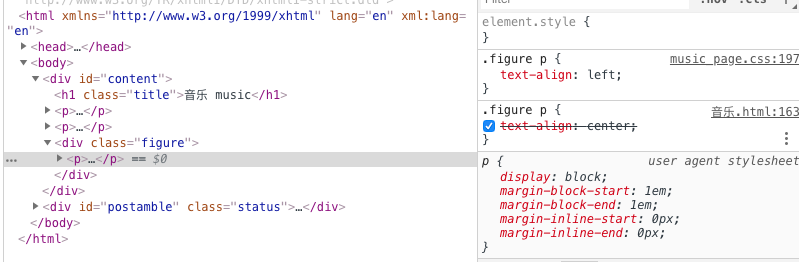 "http://www.w3.org/TR/xhtml1/DTD/xhtml1-strict.dtd">
<html xmlns="http://www.w3.org/1999/xhtml" lang="en" xml:lang=
"en">
<head>…</head>
<body>
<div id="content">
<h1 class="title">音乐 music</h1>
<p>…</p>
<p>…</p>
<div class="figure">
… <p>…</p> == $0
</div>
</div>
<div id="postamble" class="status">…</div>
</body>
</html>
Filter :hov .cls
element.style {
}
.figure p { music_page.css:197
text-align: left;
}
.figure p { 音乐.html:163
text-align: center;
}
p { user agent stylesheet
display: block;
margin-block-start: 1em;
margin-block-end: 1em;
margin-inline-start: 0px;
margin-inline-end: 0px;
}